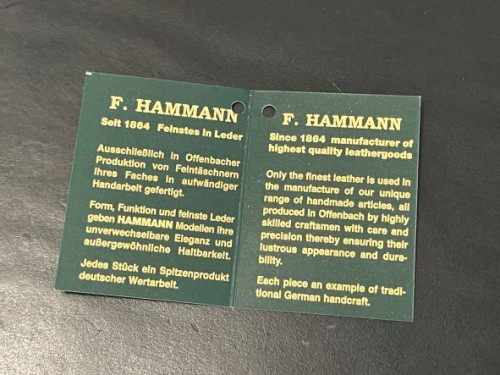 F. HAMMANN
Seit 1864 Feinstes in Leder
Ausschließlich in Offenbacher
Produktion von Feintäschnern
ihres Faches in aufwändiger
Handarbeit gefertigt.
Form, Funktion und feinste Leder
geben HAMMANN Modellen ihre
unverwechselbare Eleganz und
außergewöhnliche Haltbarkeit.
Jedes Stück ein Spitzenprodukt
deutscher Wertarbeit.
F. HAMMANN
Since 1864 manufacturer of
highest quality leathergoods
Only the finest leather is used in
the manufacture of our unique
range of handmade articles, all
produced in Offenbach by highly
skilled craftsmen with care and
precision thereby ensuring their
lustrous appearance and dura-
bility.
Each piece an example of tradi-
tional German handcraft.